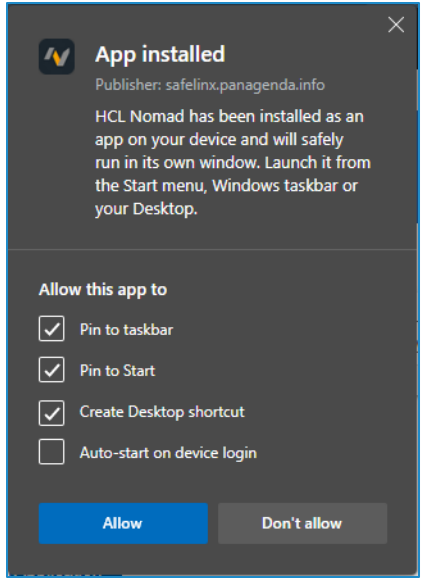 App installed
Publisher: safelinx.panagenda.info
HCL Nomad has been installed as an
app on your device and will safely
run in its own window. Launch it from
the Start menu, Windows taskbar or
your Desktop.
Allow this app to
Pin to taskbar
Pin to Start
Create Desktop shortcut
Auto-start on device login
Allow
Don't allow